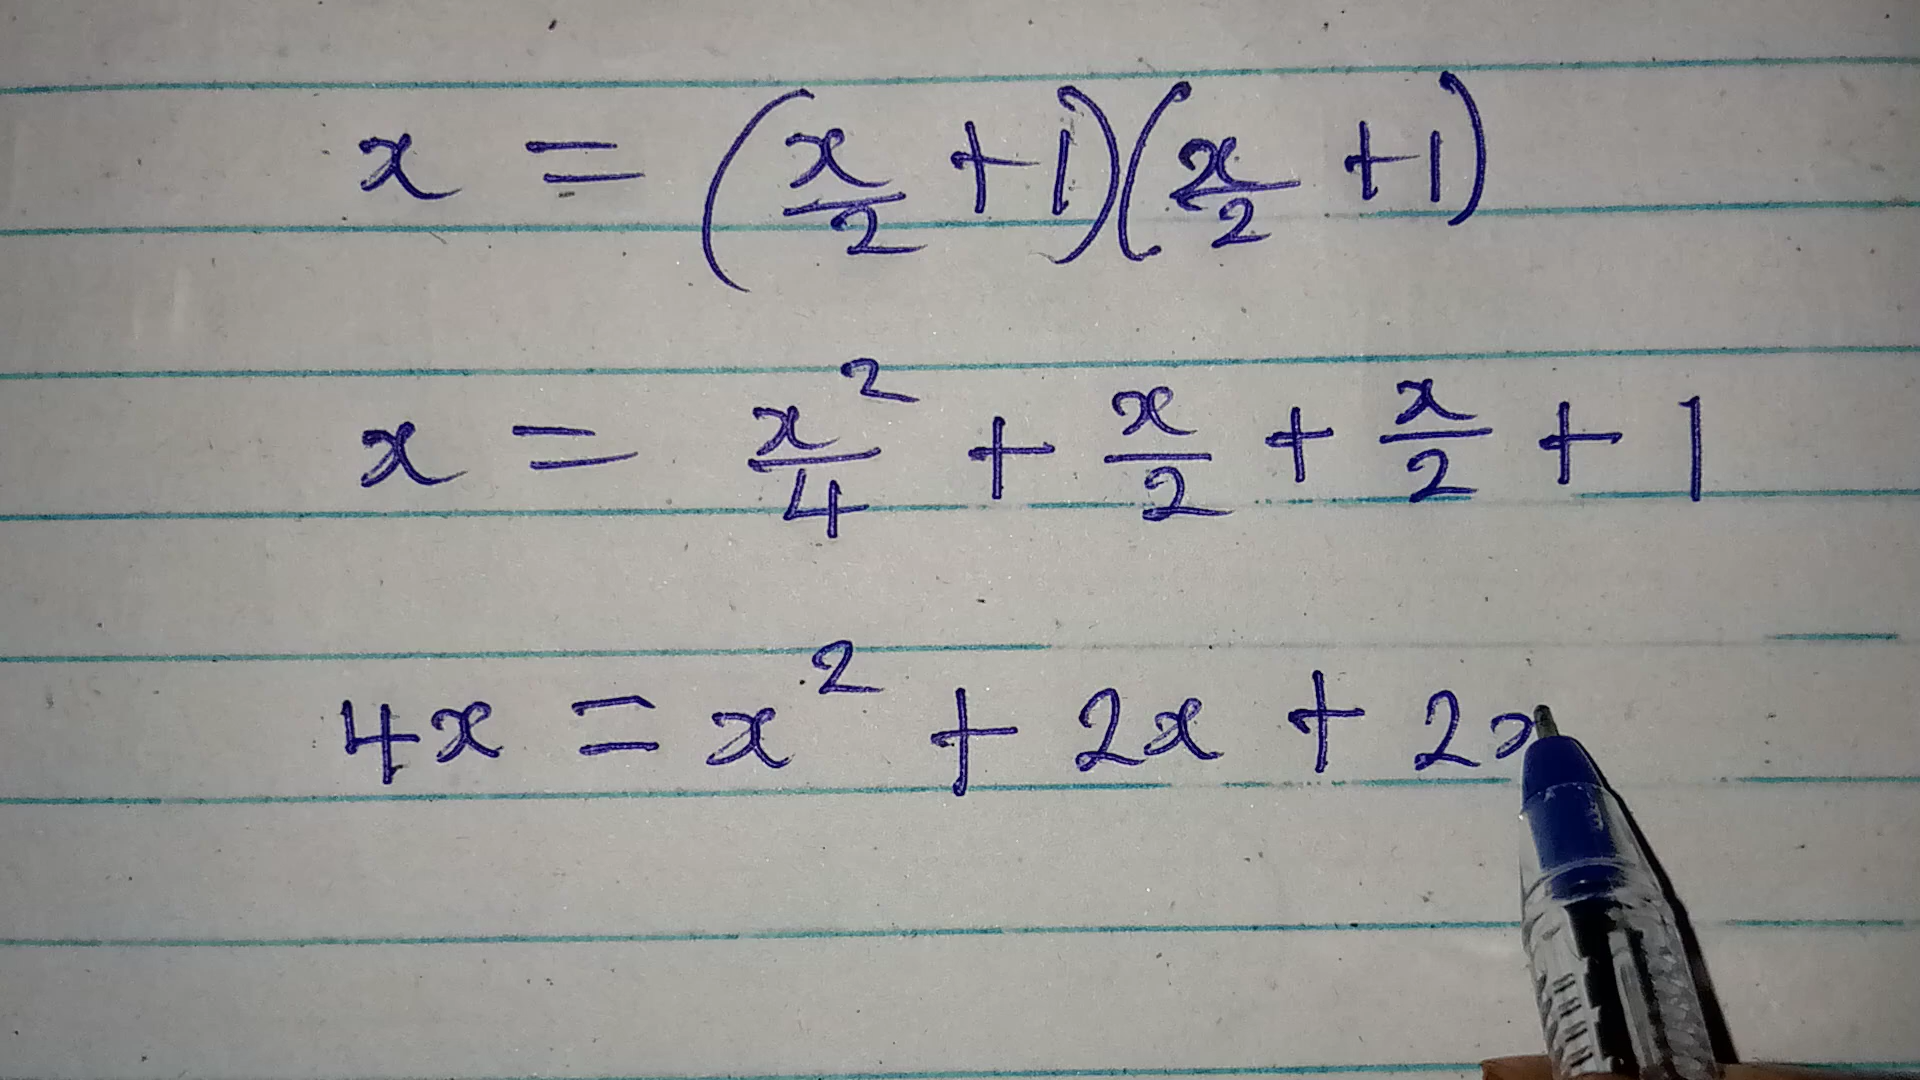 x = (x/2 + 1)(x/2 + 1)
x = x²/4 + x/2 + x/2 + 1
4x = x² + 2x + 2x